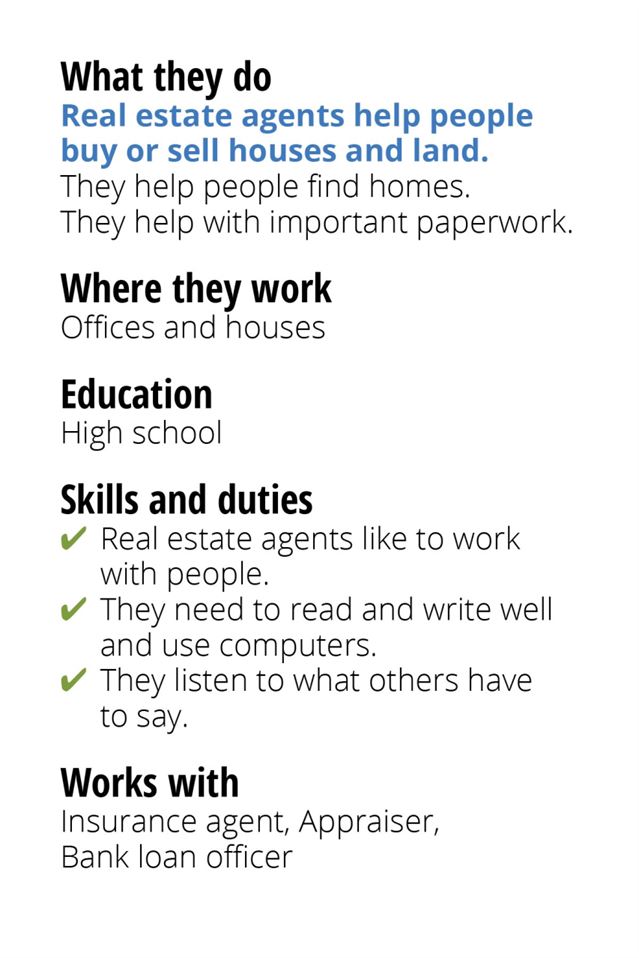 What they do
Real estate agents help people
buy or sell houses and land.
They help people find homes.
They help with important paperwork.
Where they work
Offices and houses
Education
High school
Skills and duties
✔ Real estate agents like to work
with people.
✔ They need to read and write well
and use computers.
✔ They listen to what others have
to say.
Works with
Insurance agent, Appraiser,
Bank loan officer